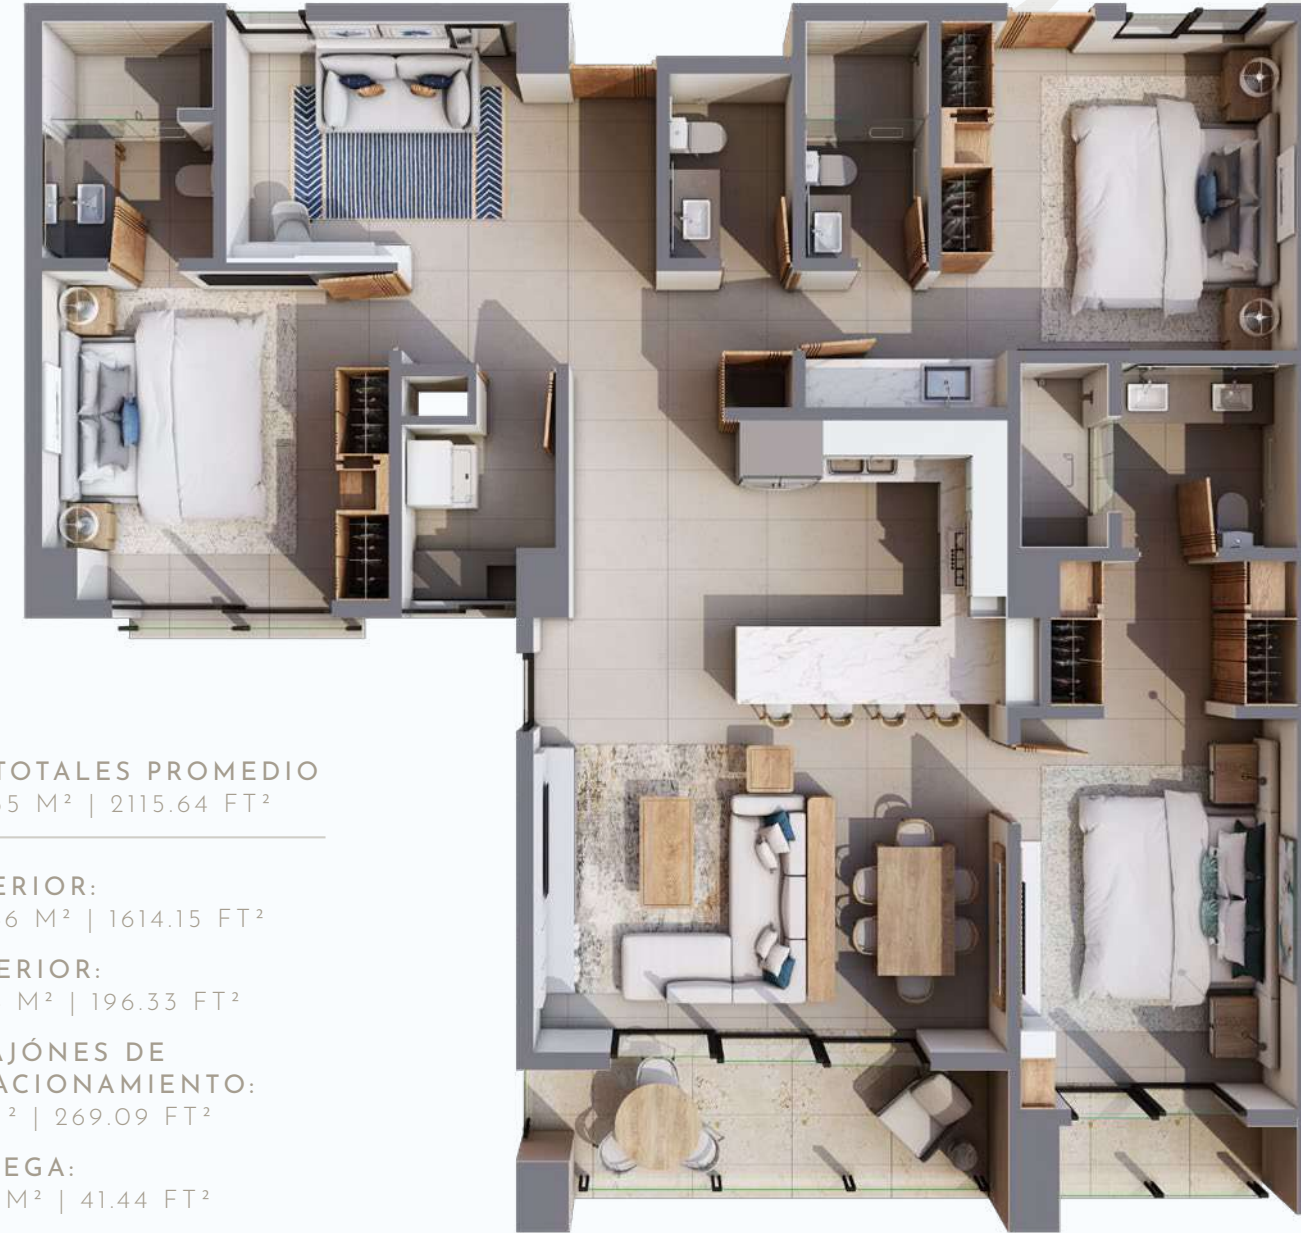 TOTALES PROMEDIO
5 M² | 2115.64 FT²
ERIOR:
6 M² | 1614.15 FT²
ERIOR:
M² | 196.33 FT²
AJÓNES DE
ACIONAMIENTO:
² | 269.09 FT²
EGA:
M² | 41.44 FT²